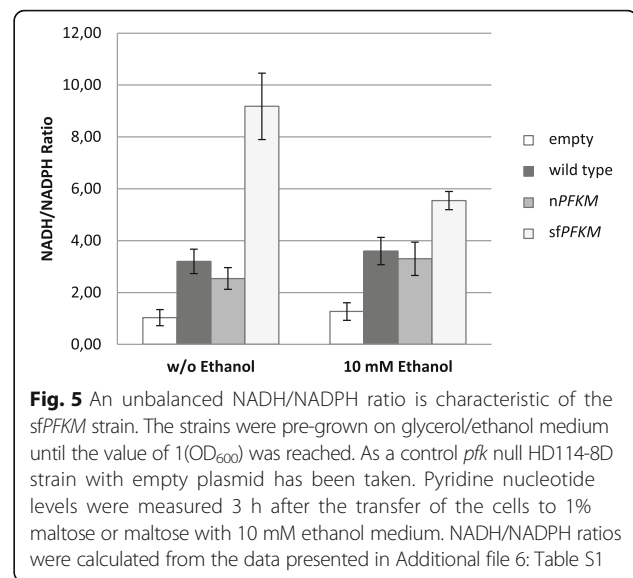 12,00
10,00
8,00
6,00
4,00
2,00
0,00
NADH/NADPH Ratio
w/o Ethanol
10 mM Ethanol
empty
wild type
nPFKM
sfPFKM
Fig. 5 An unbalanced NADH/NADPH ratio is characteristic of the
sfPFKM strain. The strains were pre-grown on glycerol/ethanol medium
until the value of 1(OD600) was reached. As a control pfk null HD114-8D
strain with empty plasmid has been taken. Pyridine nucleotide
levels were measured 3 h after the transfer of the cells to 1%
maltose or maltose with 10 mM ethanol medium. NADH/NADPH ratios
were calculated from the data presented in Additional file 6: Table S1